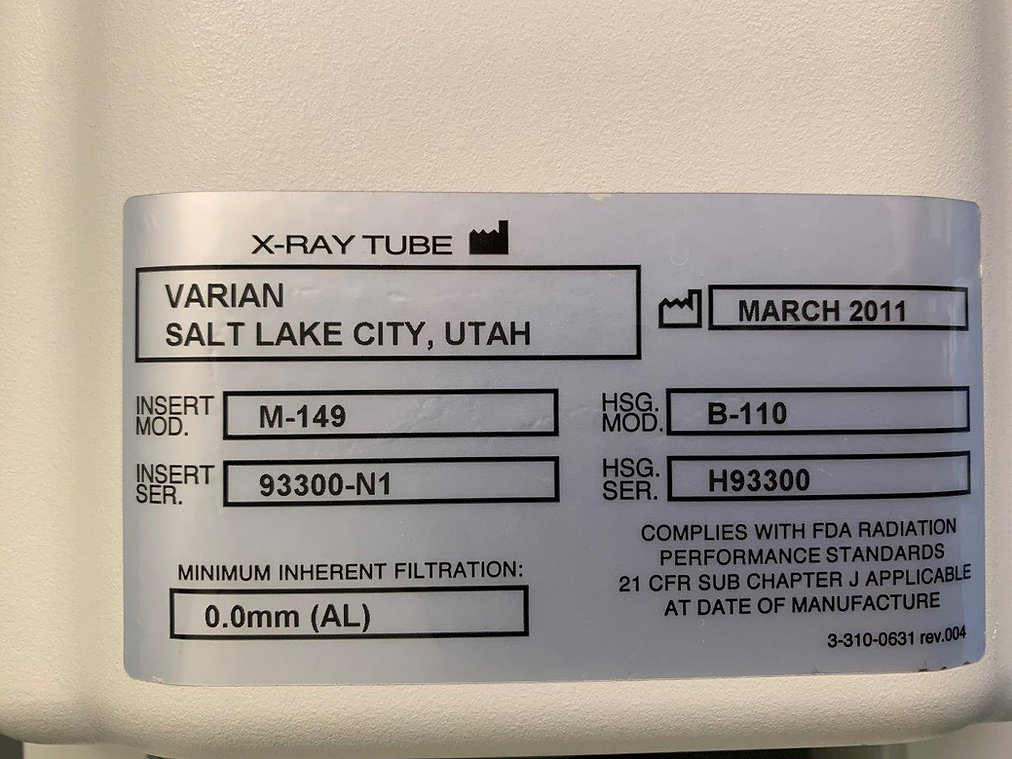 X-RAY TUBE
VARIAN
SALT LAKE CITY, UTAH
MARCH 2011
INSERT
MOD.
M-149
HSG.
MOD.
B-110
INSERT
SER.
93300-N1
HSG.
SER.
H93300
MINIMUM INHERENT FILTRATION:
0.0mm (AL)
COMPLIES WITH FDA RADIATION
PERFORMANCE STANDARDS
21 CFR SUB CHAPTER J APPLICABLE
AT DATE OF MANUFACTURE
3-310-0631 rev.004